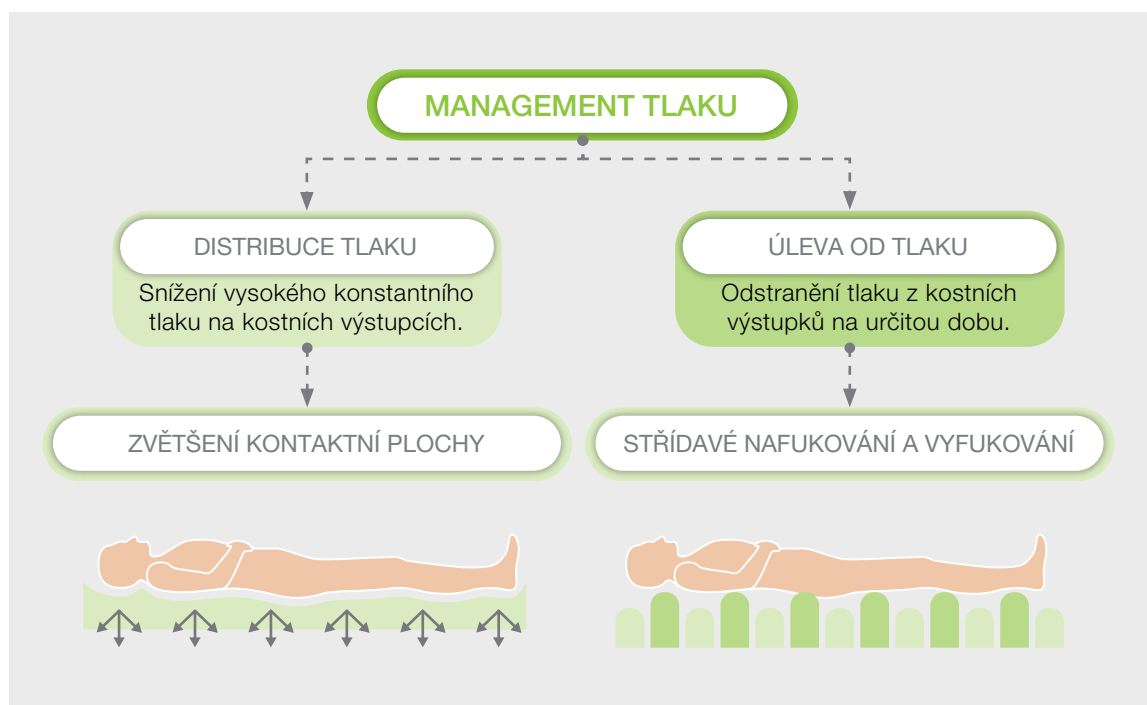 MANAGEMENT TLAKU
DISTRIBUCE TLAKU
Snížení vysokého konstantního
tlaku na kostních výstupcích.
ZVĚTŠENÍ KONTAKTNÍ PLOCHY
ÚLEVA OD TLAKU
Odstranění tlaku z kostních
výstupků na určitou dobu.
STŘÍDAVÉ NAFUKOVÁNÍ A VYFUKOVÁNÍ